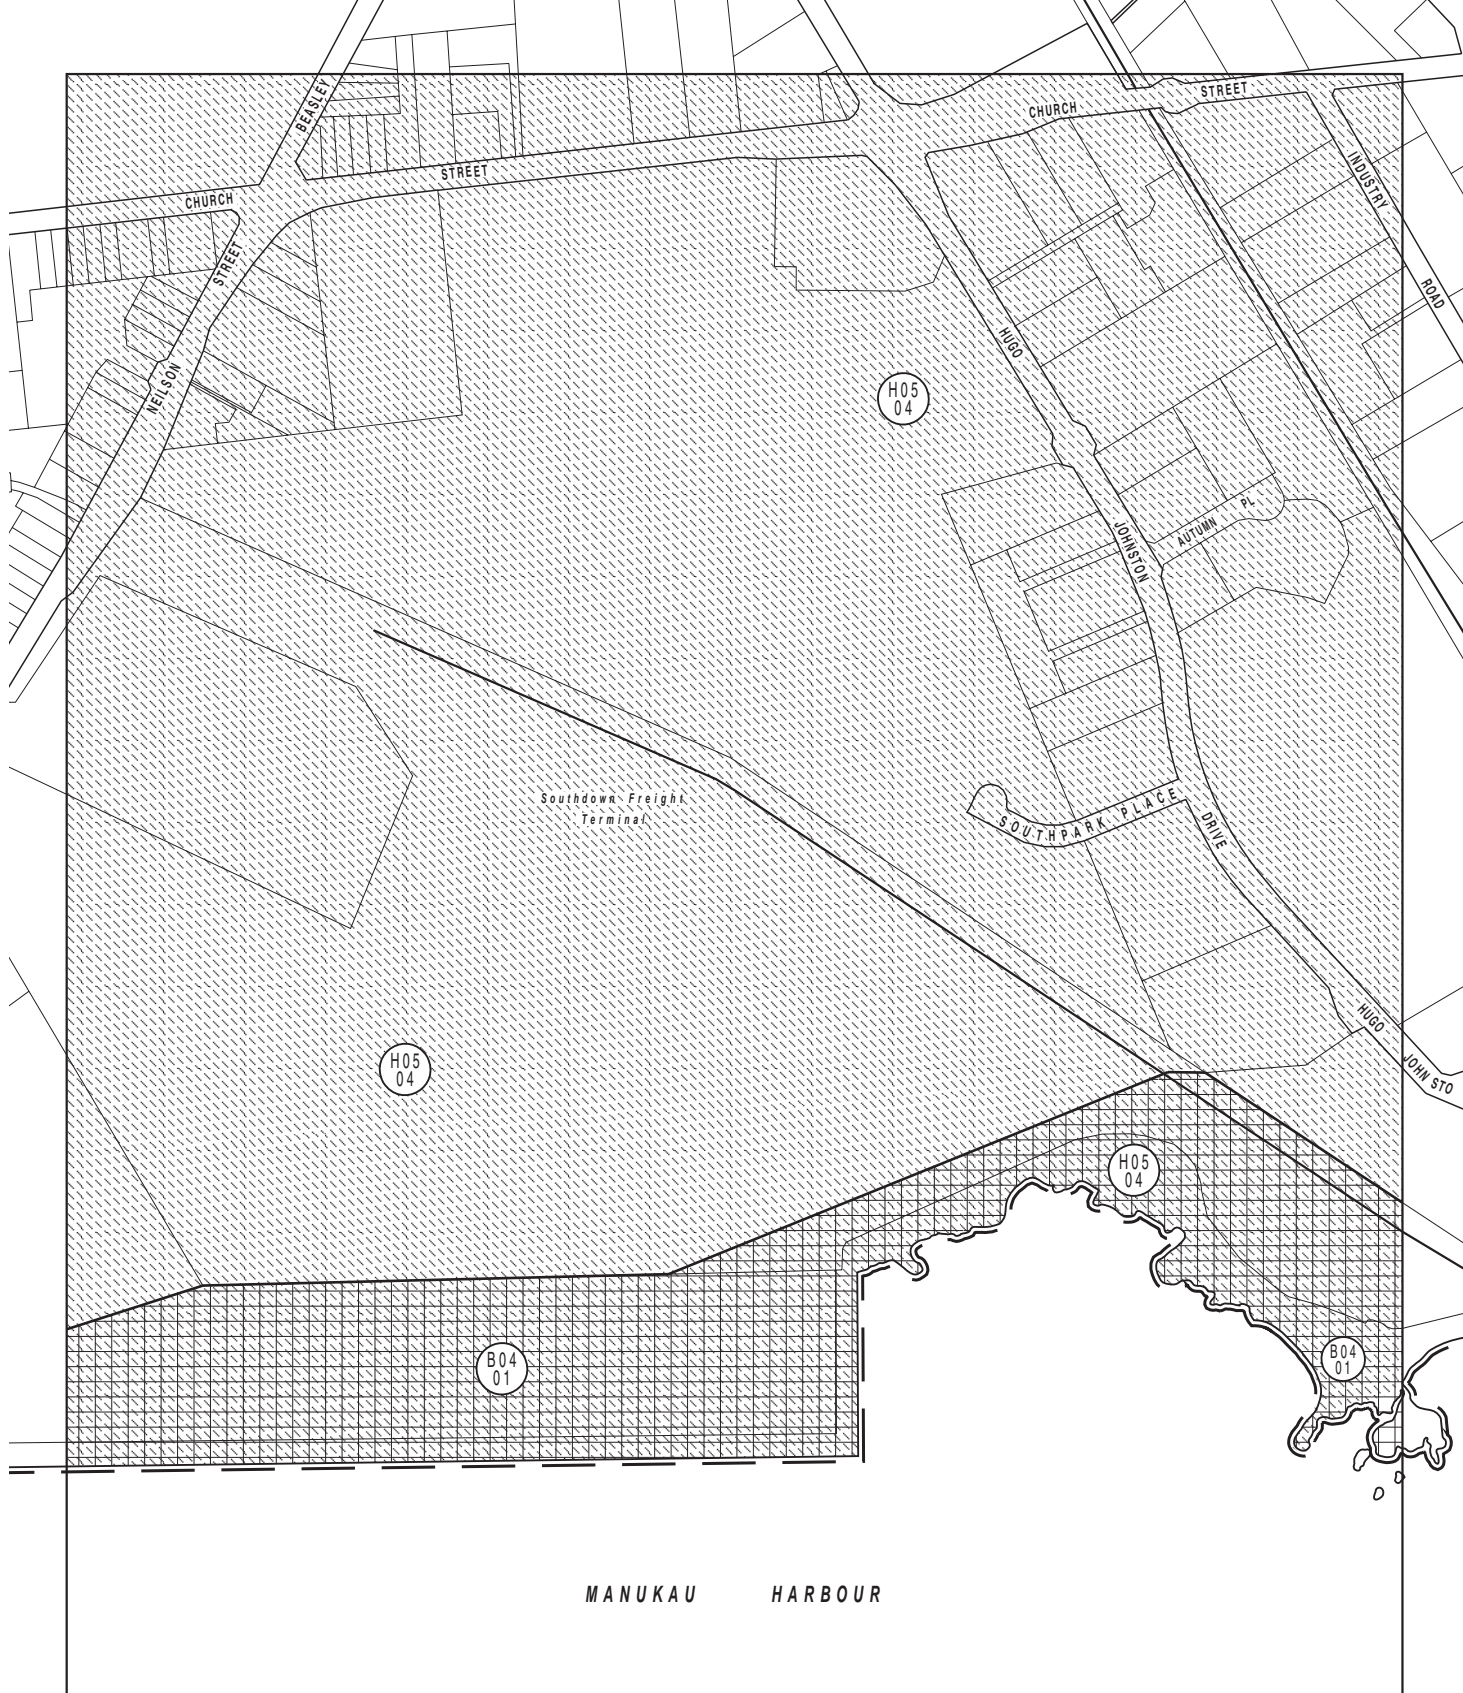 BEASLEY
CHURCH
STREET
CHURCH
STREET
STREET
NEILSON
INDUSTRY
ROAD
HUGO
H05
04
JOHNSTON
AUTUMN PL
Southdown Freight
Terminal
SOUTHPARK PLACE
DRIVE
HUGO
JOHN STO
H05
04
H05
04
B04
01
B04
01
MANUKAU HARBOUR